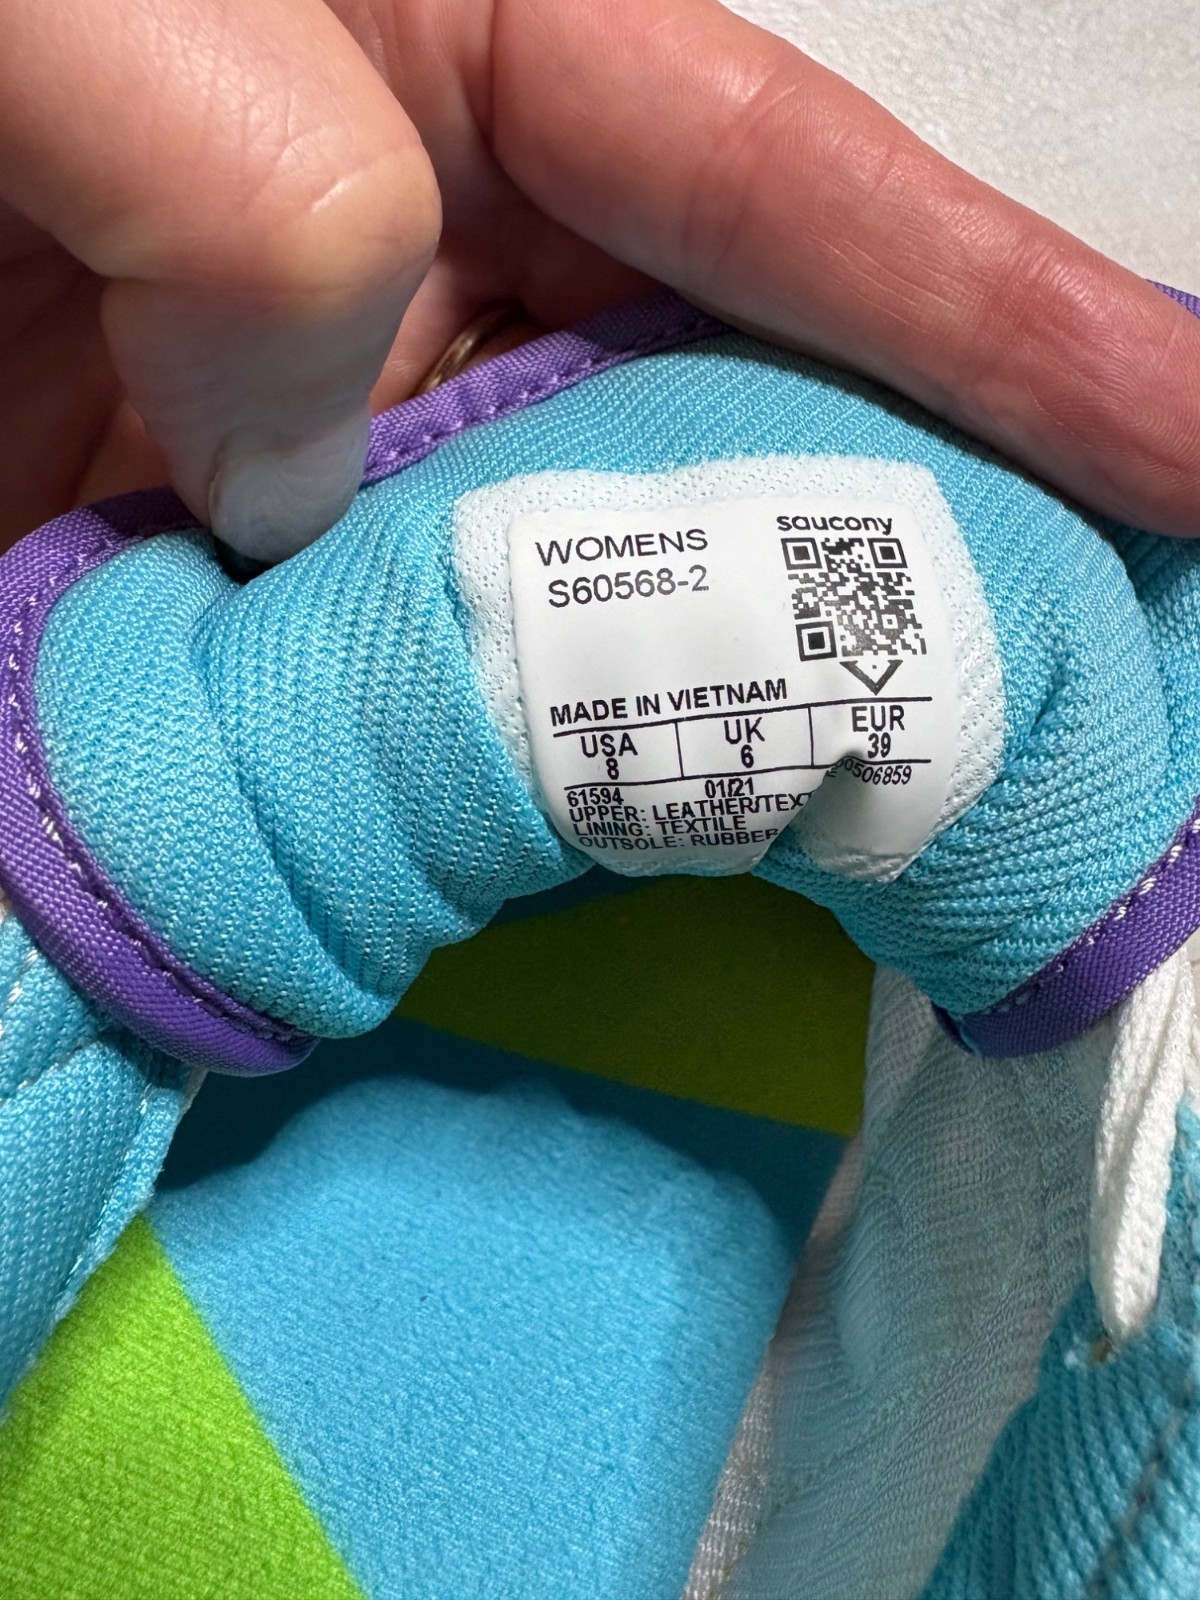 saucony
WOMENS
S60568-2
MADE IN VIETNAM
USA UK EUR
8 6 39
61594 01/21
UPPER: LEATHER/TEXT
LINING: TEXTILE
OUTSOLE: RUBBER